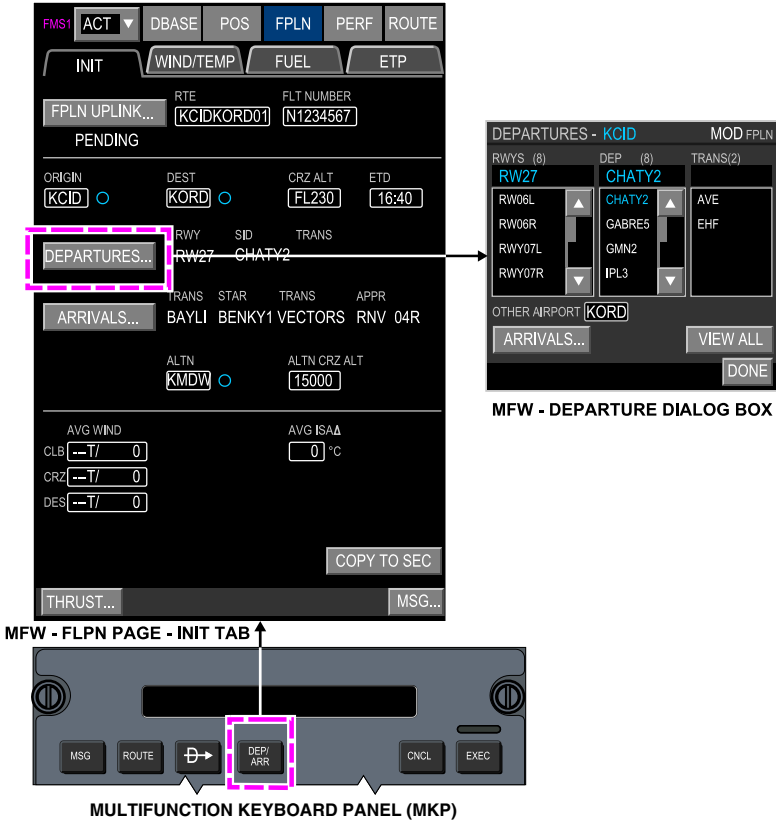 FMS1 ACT DBASE POS FPLN PERF ROUTE
INIT WIND/TEMP FUEL ETP
RTE FLT NUMBER
FPLN UPLINK... KCIDKORD01 N1234567
PENDING
ORIGIN DEST CRZ ALT ETD
KCID KORD FL230 16:40
RWY SID TRANS
DEPARTURES... RW27 CHATY2
TRANS STAR TRANS APPR
ARRIVALS... BAYLI BENKY1 VECTORS RNV 04R
ALTN ALTN CRZ ALT
KMDW 15000
AVG WIND AVG ISAΔ
CLB ---T/ 0 0 °C
CRZ ---T/ 0
DES ---T/ 0
COPY TO SEC
THRUST... MSG...
MFW - FLPN PAGE - INIT TAB
DEPARTURES - KCID MOD FPLN
RWYS (8) DEP (8) TRANS(2)
RW27 CHATY2
RW06L CHATY2 AVE
RW06R GABRE5 EHF
RWY07L GMN2
RWY07R IPL3
OTHER AIRPORT KORD
ARRIVALS... VIEW ALL
DONE
MFW - DEPARTURE DIALOG BOX
MSG ROUTE D DEP/ CNCL EXEC
ARR
MULTIFUNCTION KEYBOARD PANEL (MKP)